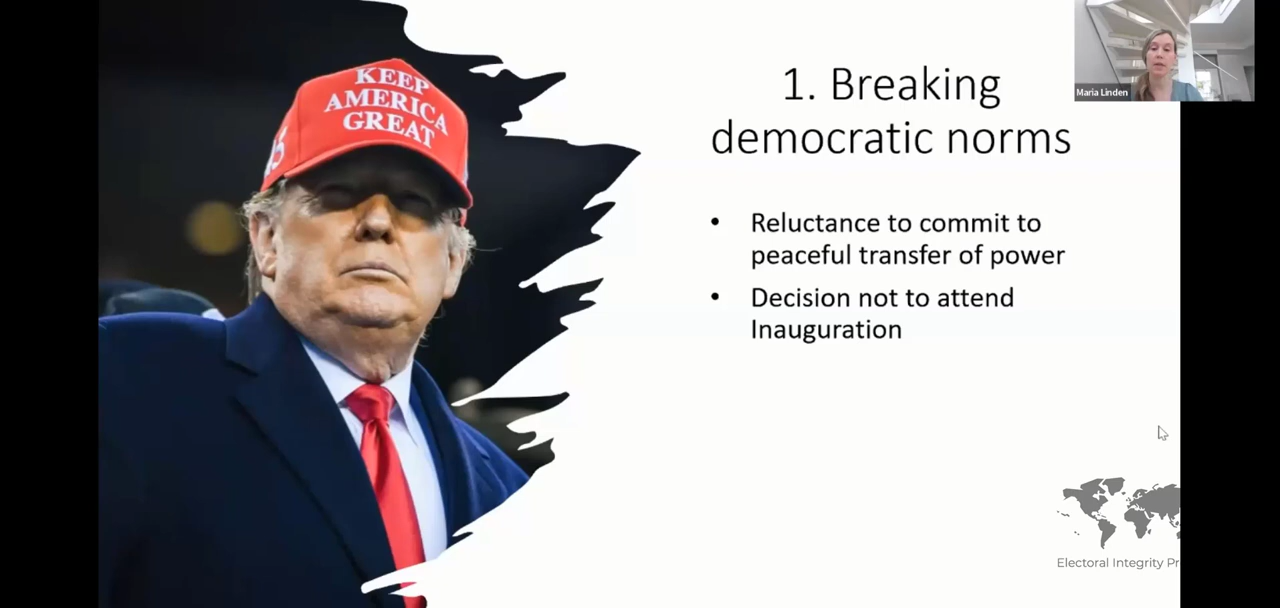 KEEP
AMERICA
GREAT
45
1. Breaking
democratic norms
Maria Linden
• Reluctance to commit to
peaceful transfer of power
• Decision not to attend
Inauguration
Electoral Integrity Pr